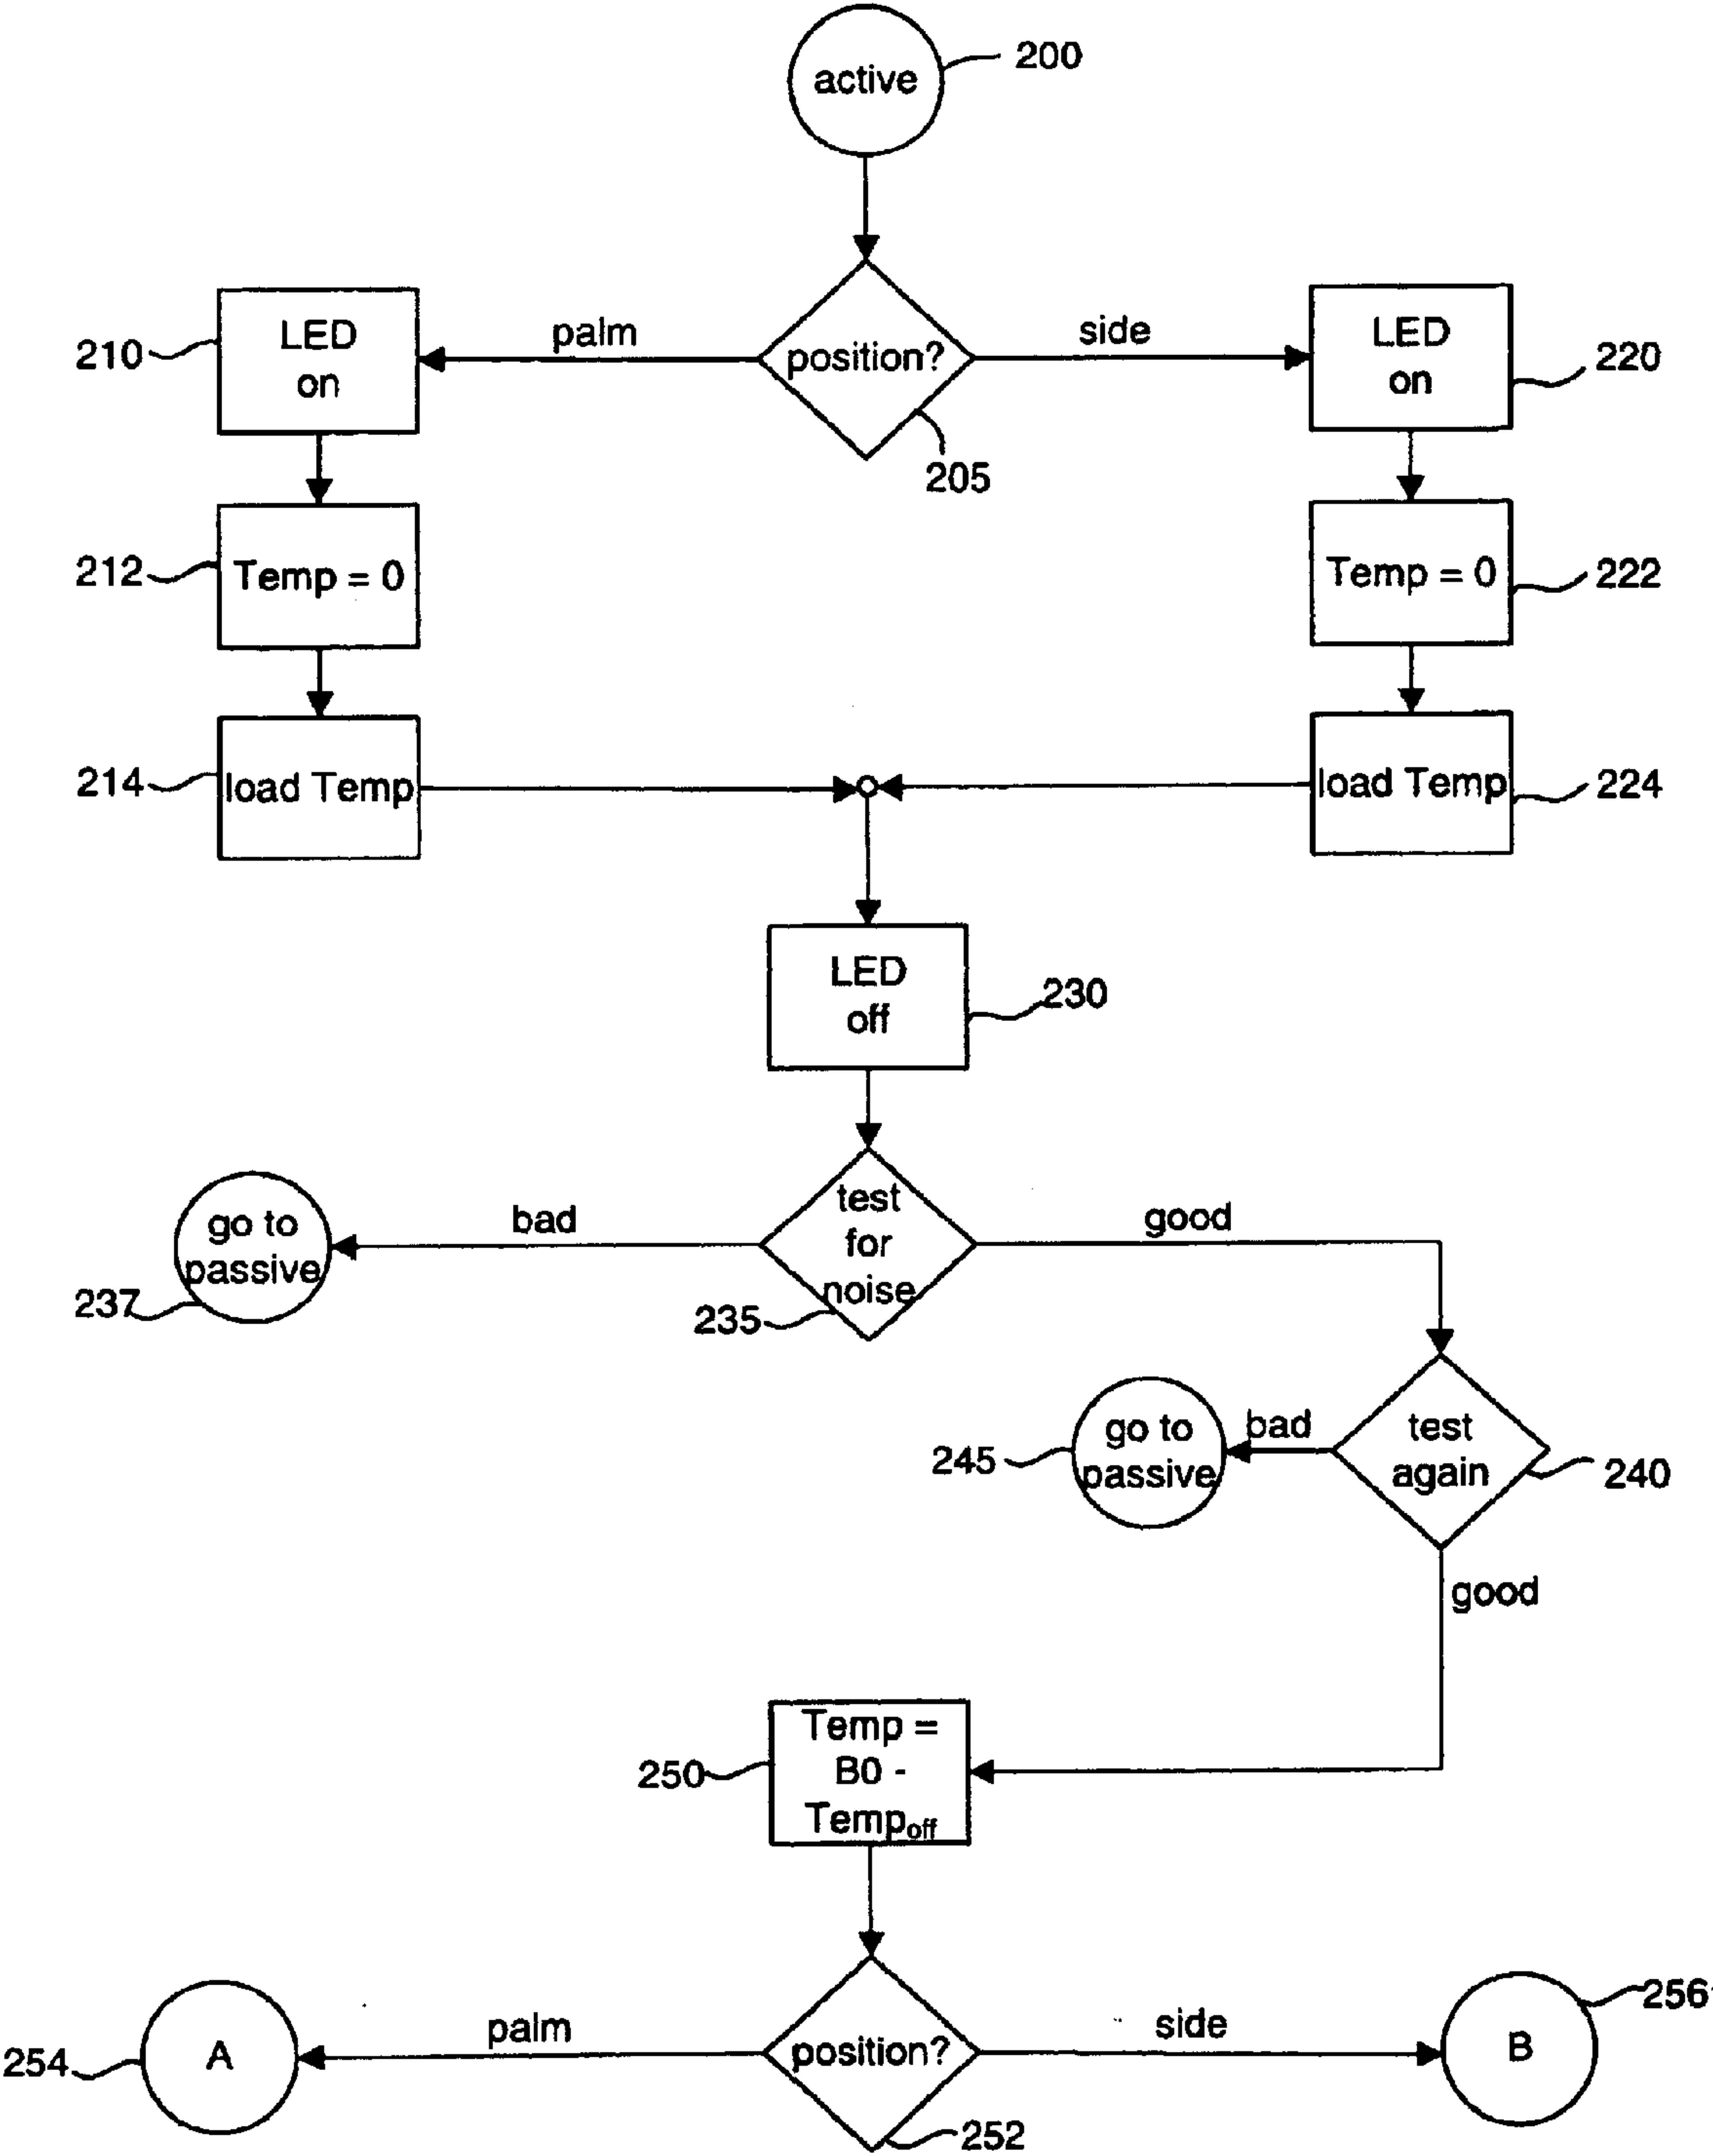 active
200
LED
on
210
palm
position?
205
side
LED
on
220
Temp = 0
212
Temp = 0
222
load Temp
214
load Temp
224
LED
off
230
test
for
noise
235
bad
go to
passive
237
good
test
again
240
bad
go to
passive
245
good
Temp =
B0 -
Tempoff
250
position?
252
palm
A
254
side
B
256